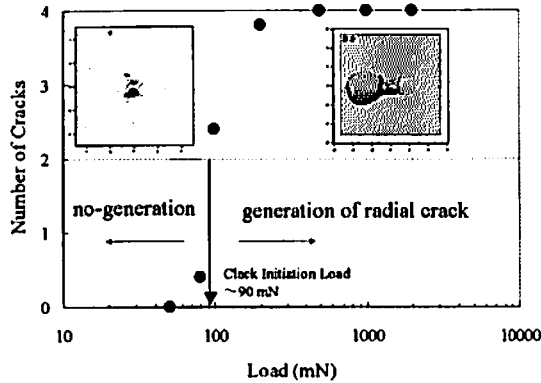 4
3
2
1
0
Number of Cracks
no-generation
generation of radial crack
Clack Initiation Load
~90 mN
10
100
1000
10000
Load (mN)